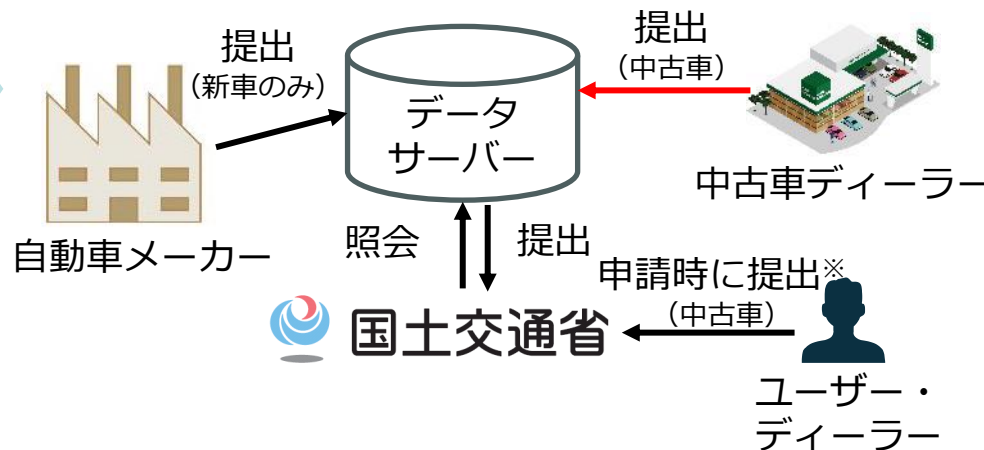 提出
（新車のみ）
データ
サーバー
提出
（中古車）
自動車メーカー
中古車ディーラー
照会
提出
申請時に提出※
（中古車）
国土交通省
ユーザー・
ディーラー